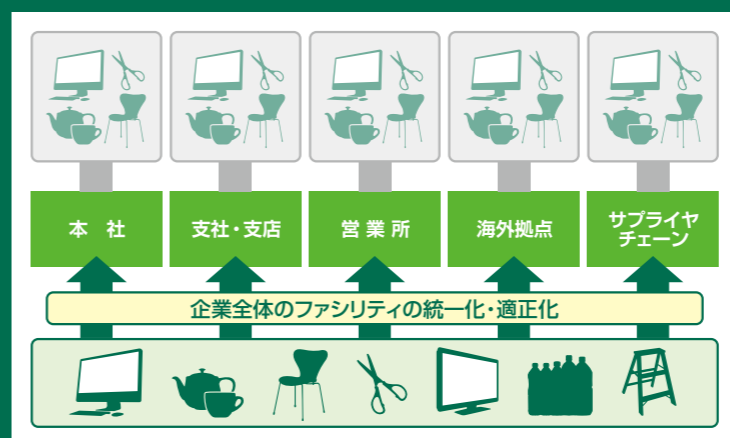 本 社
支社・支店
営 業 所
海外拠点
サプライヤ
チェーン
企業全体のファシリティの統一化・適正化